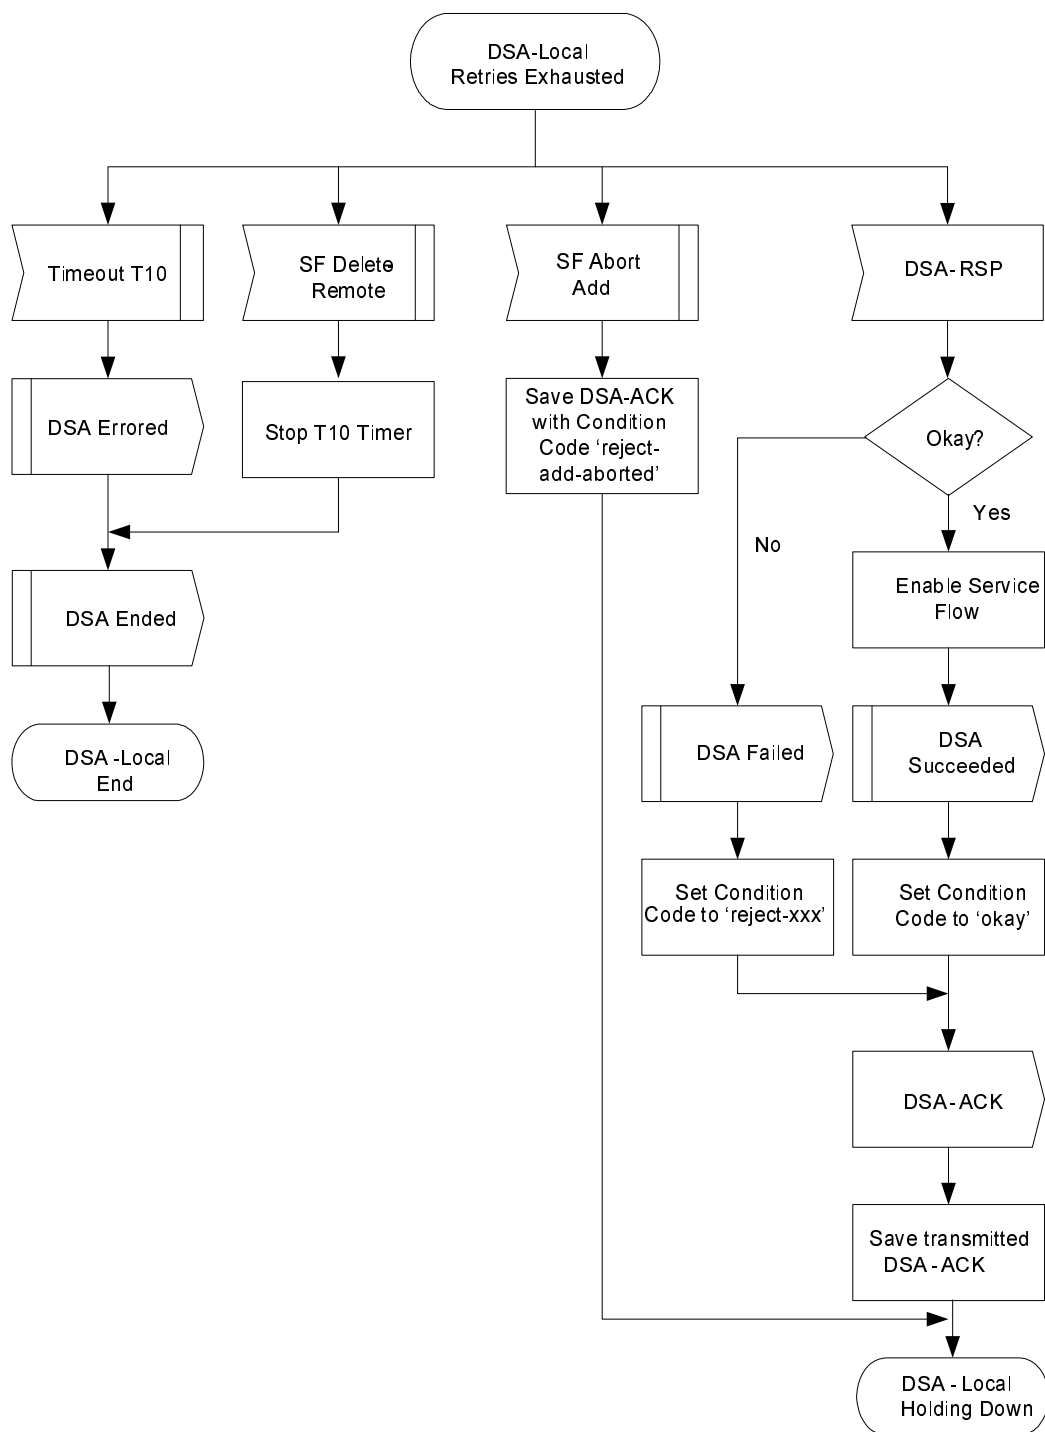 DSA-Local
Retries Exhausted
Timeout T10
SF Delete-
Remote
SF Abort
Add
DSA-RSP
DSA Errored
Stop T10 Timer
Save DSA-ACK
with Condition
Code ‘reject-
add-aborted’
Okay?
Yes
No
Enable Service
Flow
DSA Ended
DSA -Local
End
DSA Failed
DSA
Succeeded
Set Condition
Code to ‘reject-xxx’
Set Condition
Code to ‘okay’
DSA-ACK
Save transmitted
DSA-ACK
DSA - Local
Holding Down